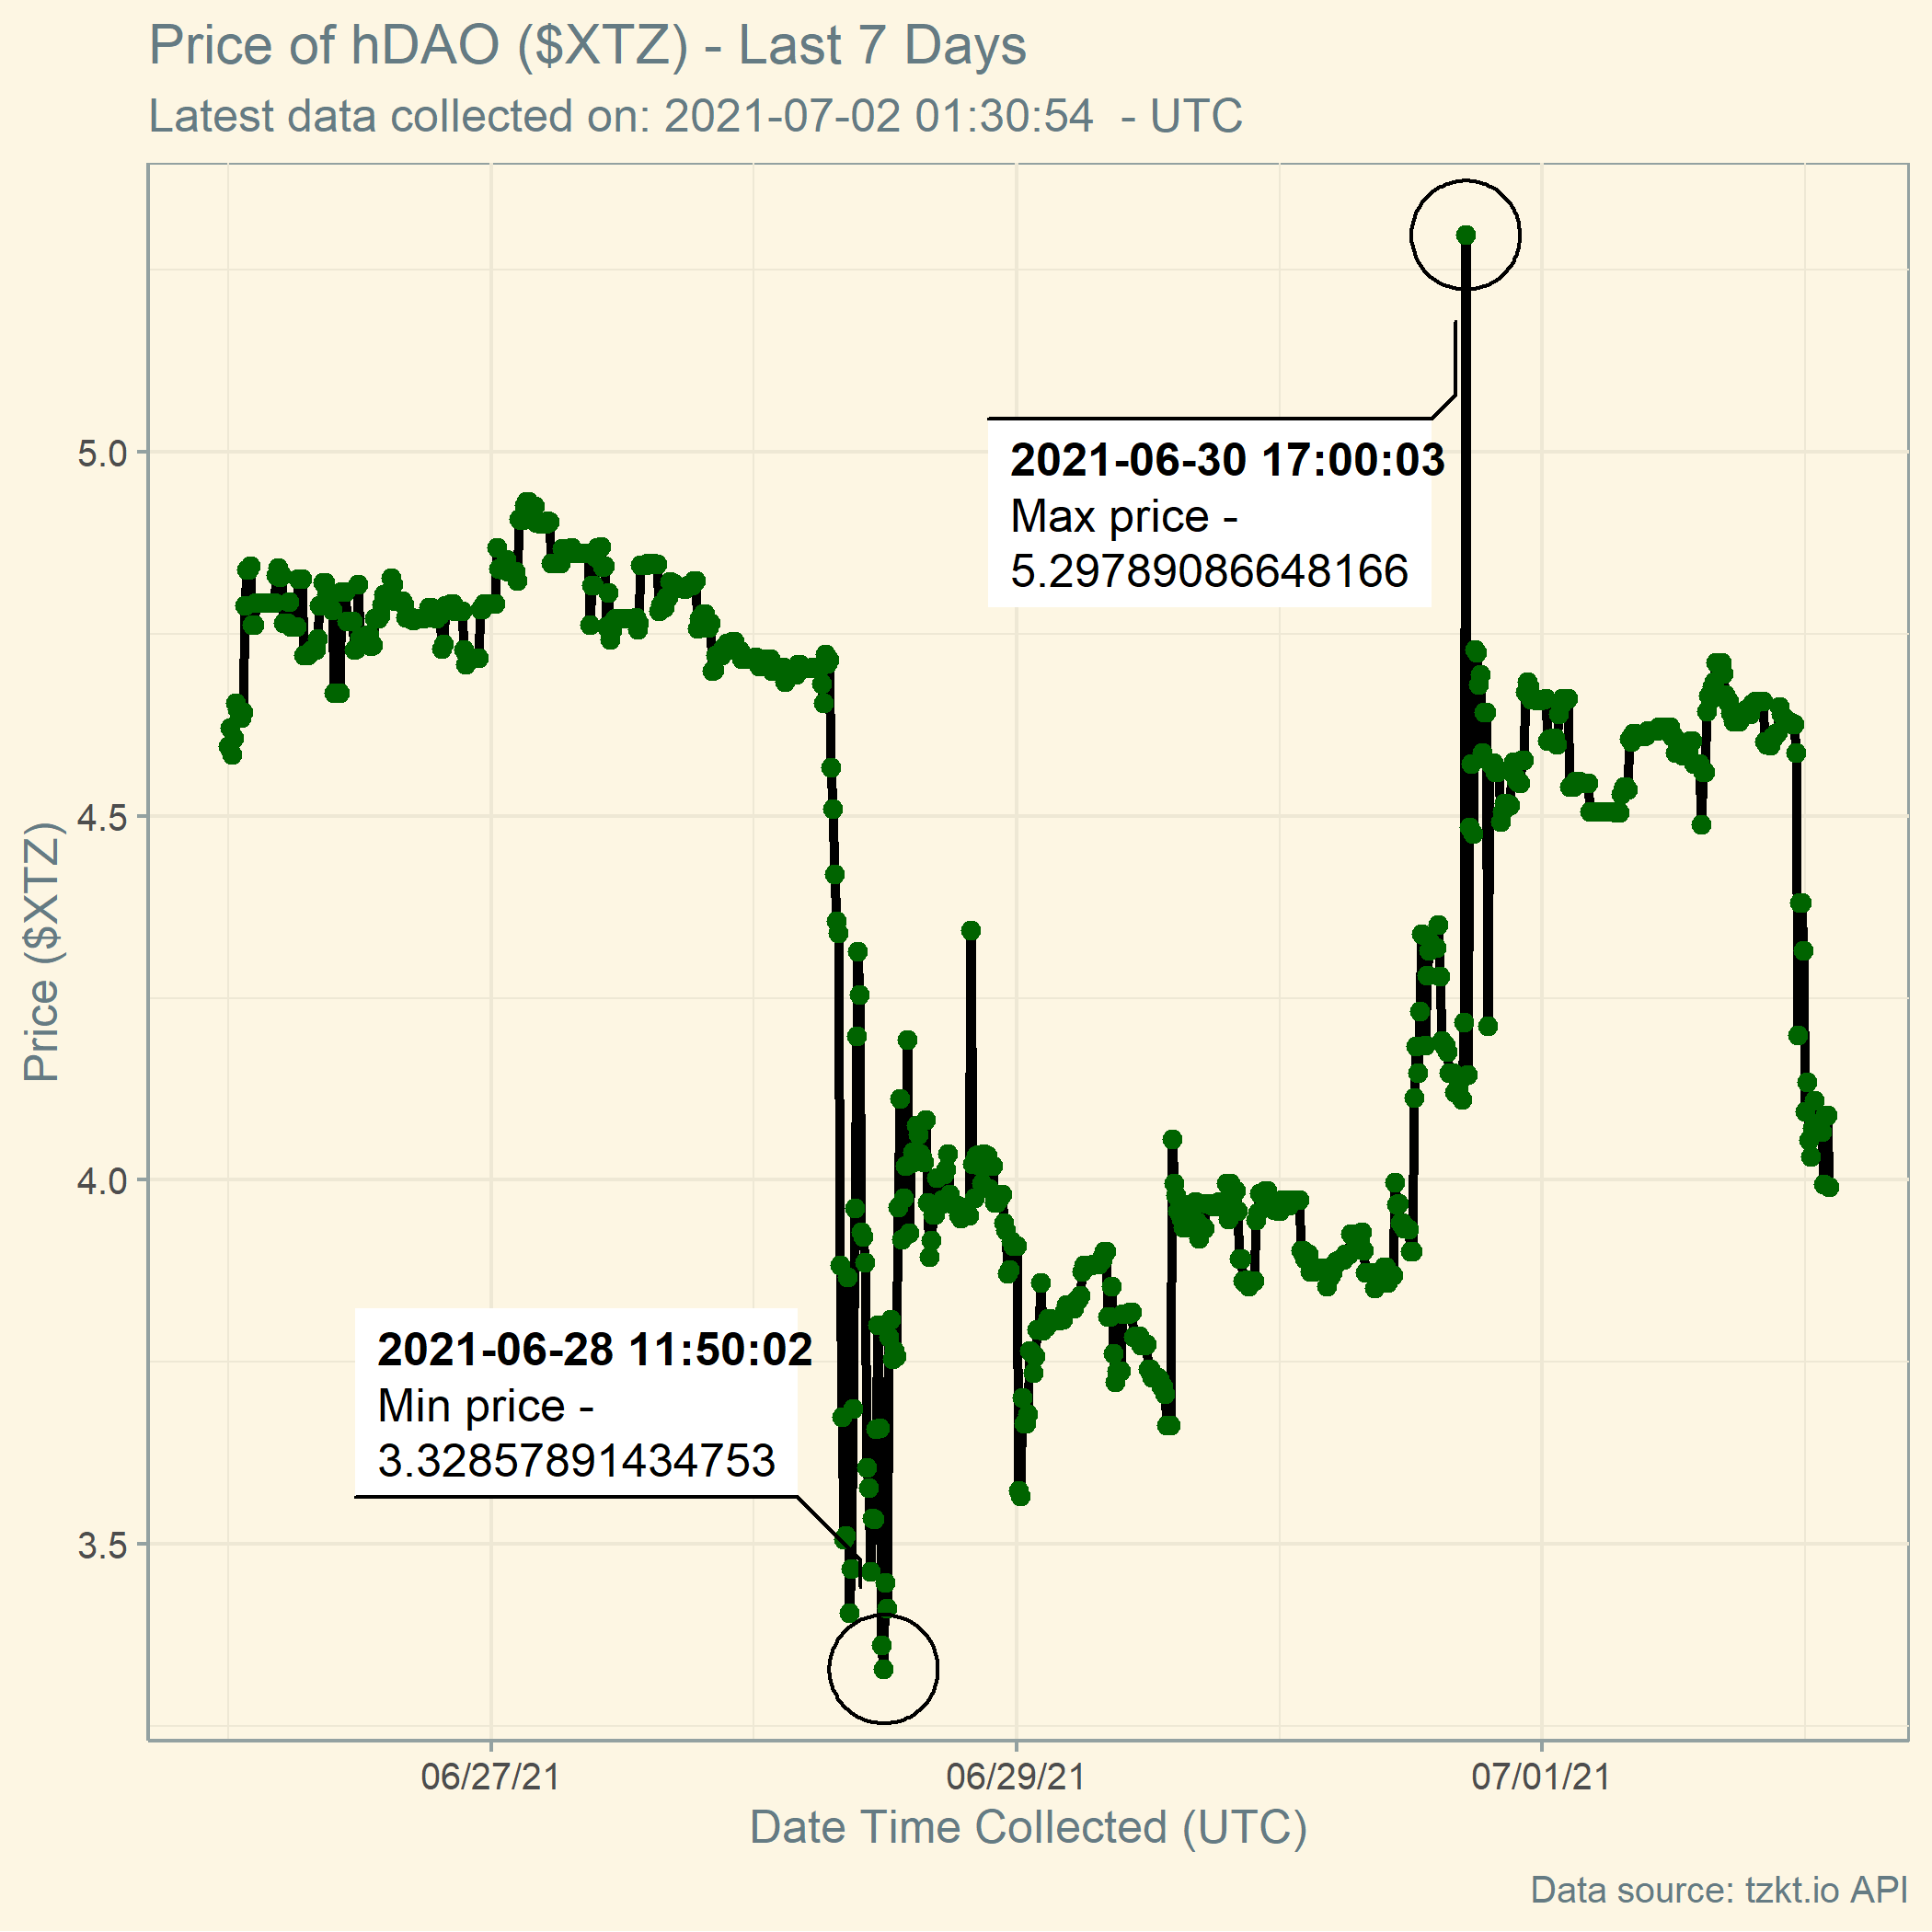 Price of hDAO ($XTZ) - Last 7 Days
Latest data collected on: 2021-07-02 01:30:54  - UTC
5.0
4.5
4.0
3.5
Price ($XTZ)
2021-06-30 17:00:03
Max price -
5.29789086648166
2021-06-28 11:50:02
Min price -
3.32857891434753
06/27/21
06/29/21
07/01/21
Date Time Collected (UTC)
Data source: tzkt.io API